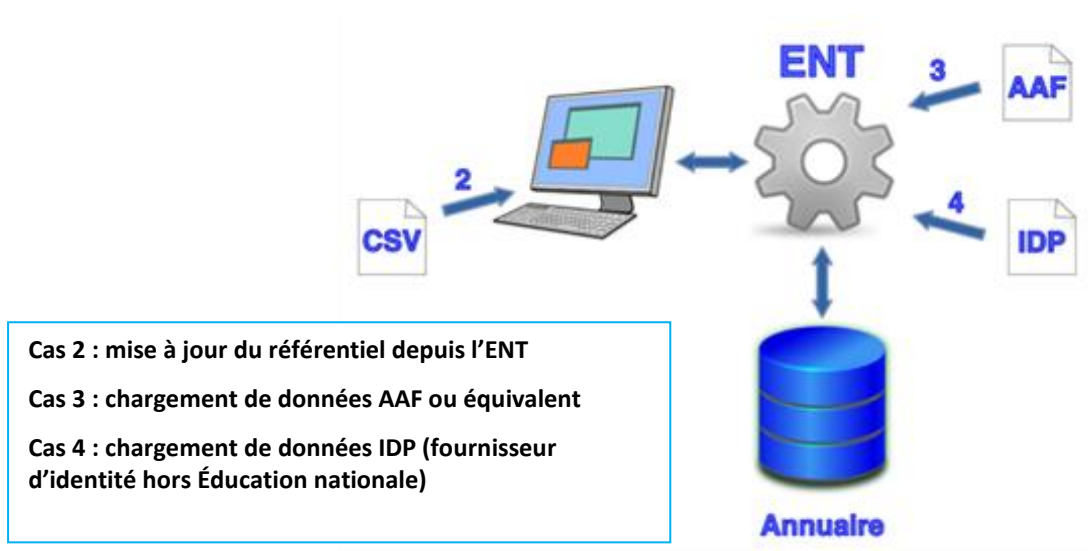 ENT
3
AAF
2
CSV
4
IDP
Cas 2 : mise à jour du référentiel depuis l’ENT
Cas 3 : chargement de données AAF ou équivalent
Cas 4 : chargement de données IDP (fournisseur
d’identité hors Éducation nationale)
Annuaire